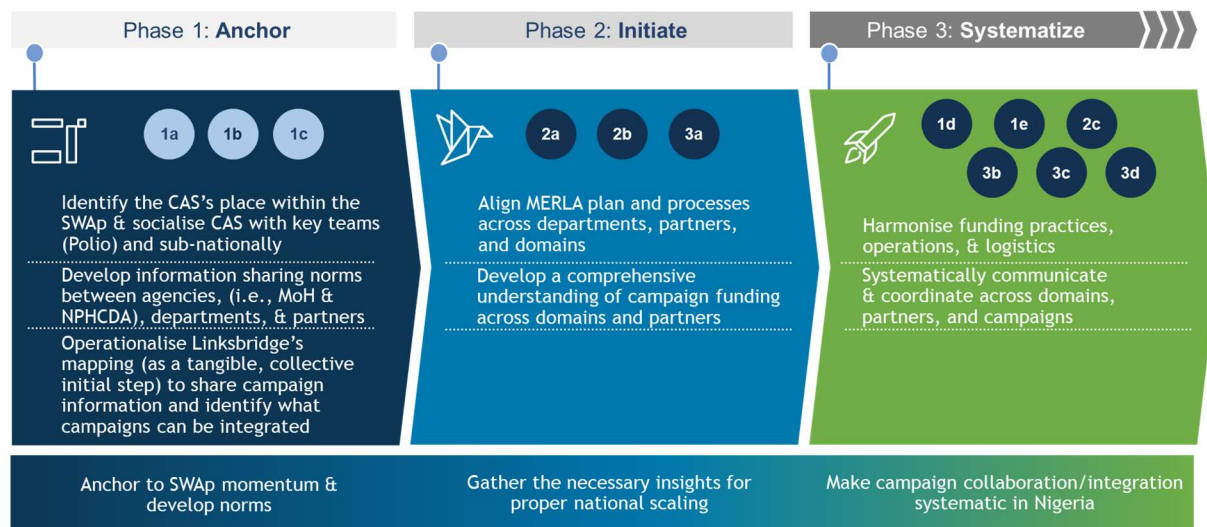 Phase 1: Anchor
Phase 2: Initiate
Phase 3: Systematize
1a 1b 1c
Identify the CAS's place within the
SWAp & socialise CAS with key teams
(Polio) and sub-nationally
Develop information sharing norms
between agencies, (i.e., MoH &
NPHCDA), departments, & partners
Operationalise Linksbridge's
mapping (as a tangible, collective
initial step) to share campaign
information and identify what
campaigns can be integrated
2a 2b 3a
Align MERLA plan and processes
across departments, partners,
and domains
Develop a comprehensive
understanding of campaign funding
across domains and partners
1d 1e 2c
3b 3c 3d
Harmonise funding practices,
operations, & logistics
Systematically communicate
& coordinate across domains,
partners, and campaigns
Anchor to SWAp momentum &
develop norms
Gather the necessary insights for
proper national scaling
Make campaign collaboration/integration
systematic in Nigeria